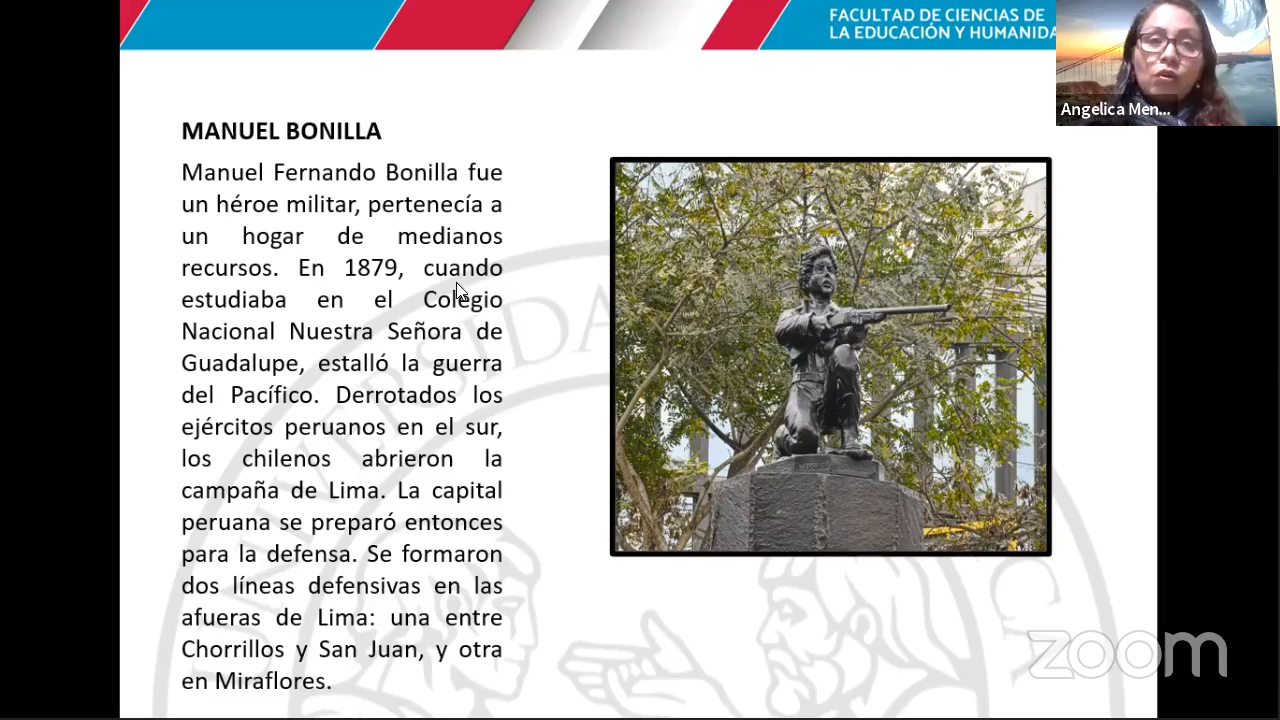 FACULTAD DE CIENCIAS DE
LA EDUCACIÓN Y HUMANIDA
Angelica Men...
MANUEL BONILLA
Manuel Fernando Bonilla fue
un héroe militar, pertenecía a
un hogar de medianos
recursos. En 1879, cuando
estudiaba en el Colegio
Nacional Nuestra Señora de
Guadalupe, estalló la guerra
del Pacífico. Derrotados los
ejércitos peruanos en el sur,
los chilenos abrieron la
campaña de Lima. La capital
peruana se preparó entonces
para la defensa. Se formaron
dos líneas defensivas en las
afueras de Lima: una entre
Chorrillos y San Juan, y otra
en Miraflores.
zoom